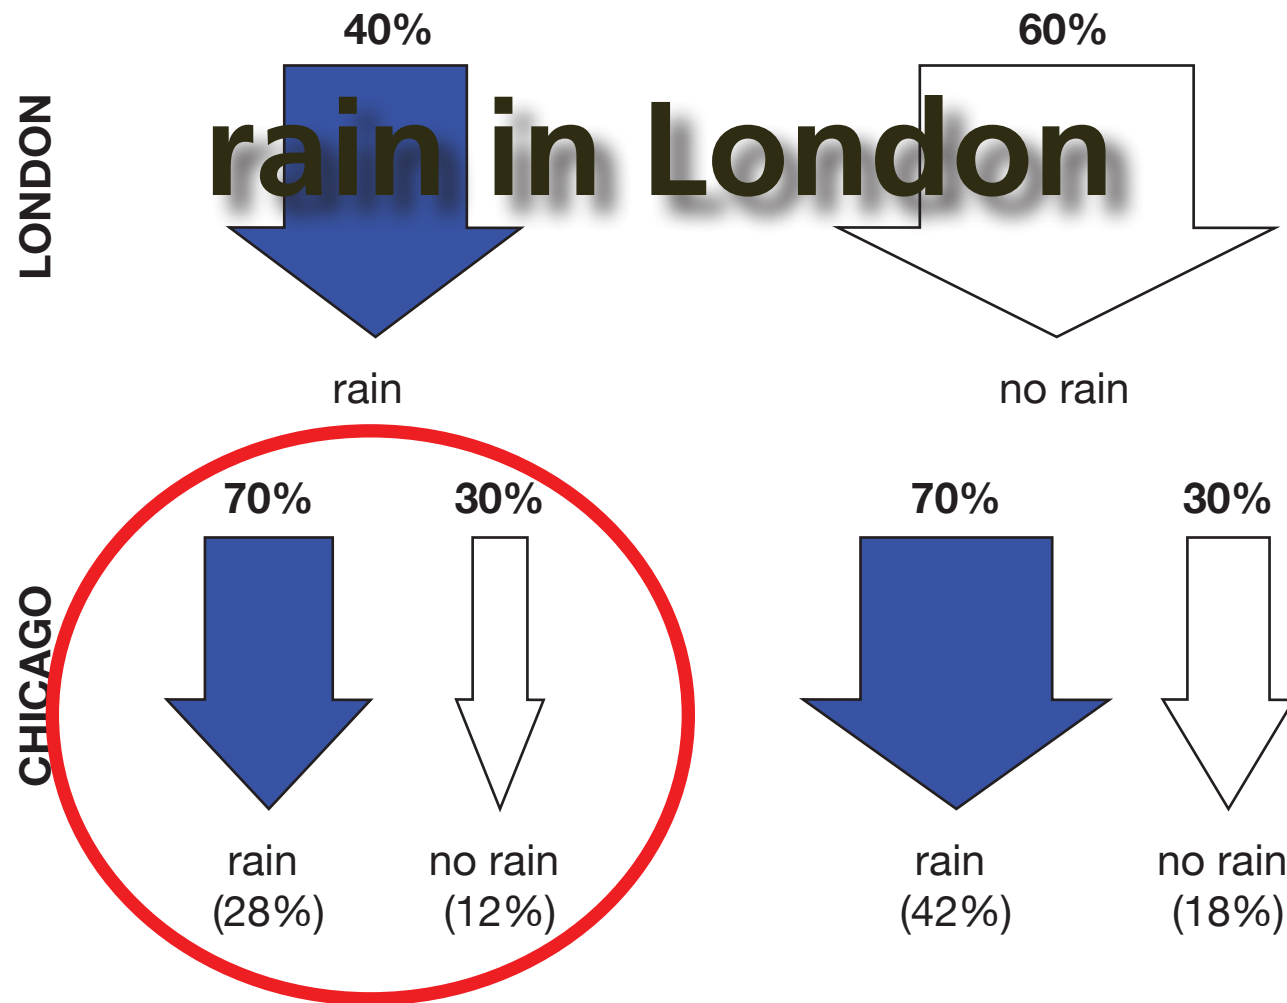 40% 60%
LONDON
rain in London
rain no rain
70% 30% 70% 30%
CHICAGO
rain no rain rain no rain
(28%) (12%) (42%) (18%)